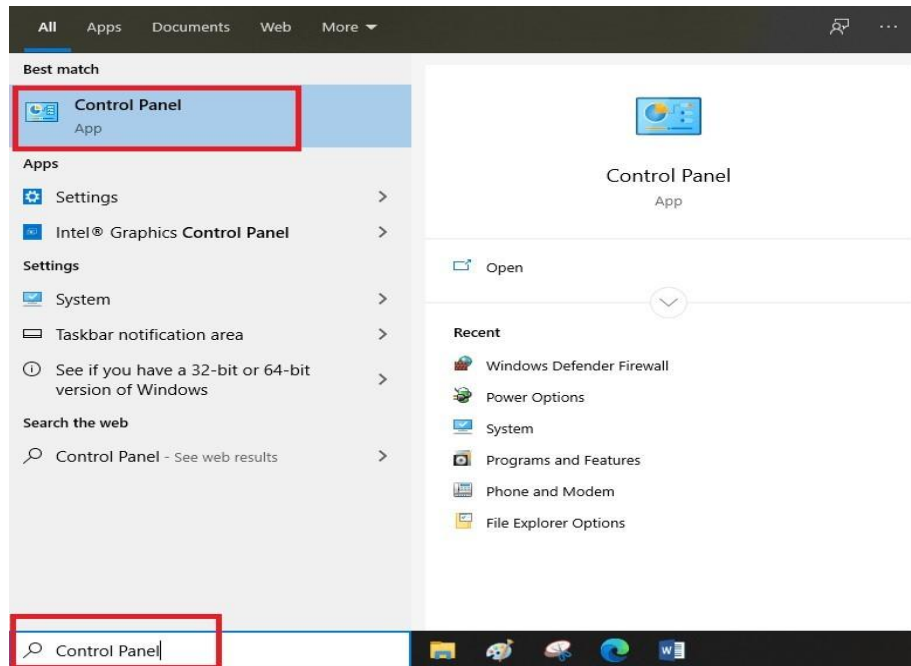 All Apps Documents Web More
Best match
Control Panel
App
Apps
Settings
Intel® Graphics Control Panel
Settings
System
Taskbar notification area
See if you have a 32-bit or 64-bit
version of Windows
Search the web
Control Panel - See web results
Control Panel
Control Panel
App
Open
Recent
Windows Defender Firewall
Power Options
System
Programs and Features
Phone and Modem
File Explorer Options
W